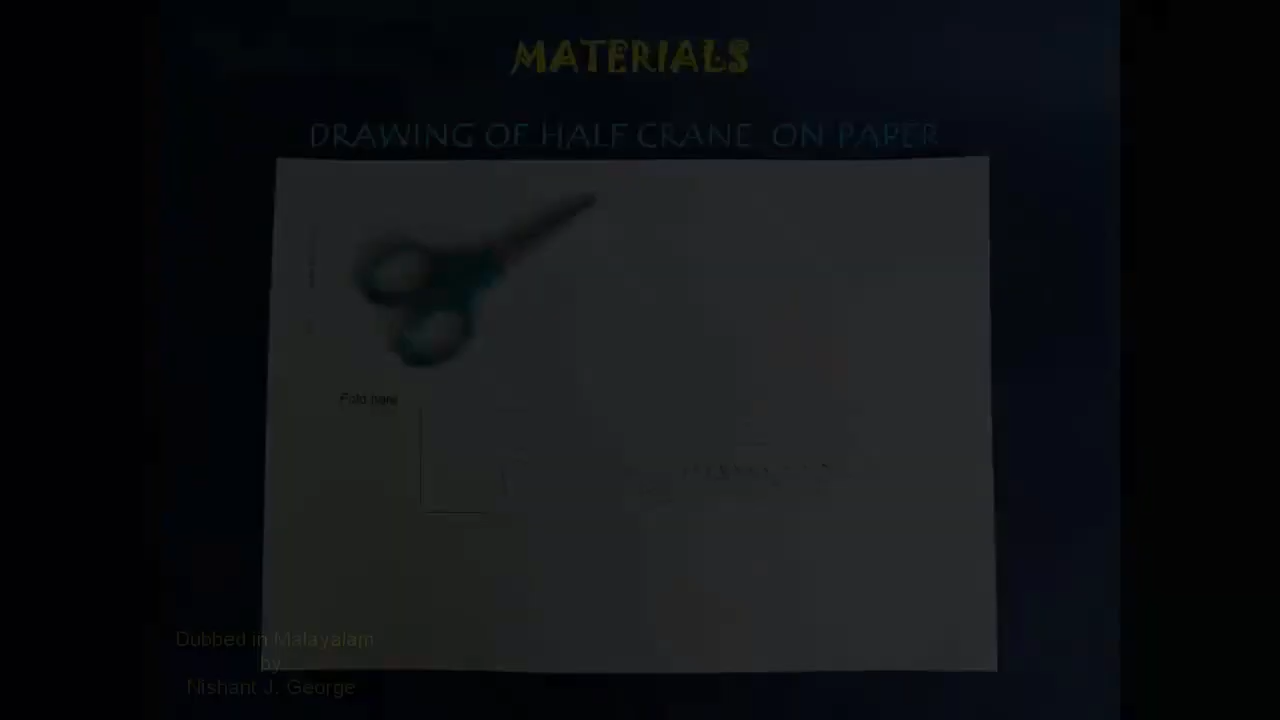 MATERIALS
DRAWING OF HALF CRANE ON PAPER
Fold here
Dubbed in Malayalam
by
Nishant J. George